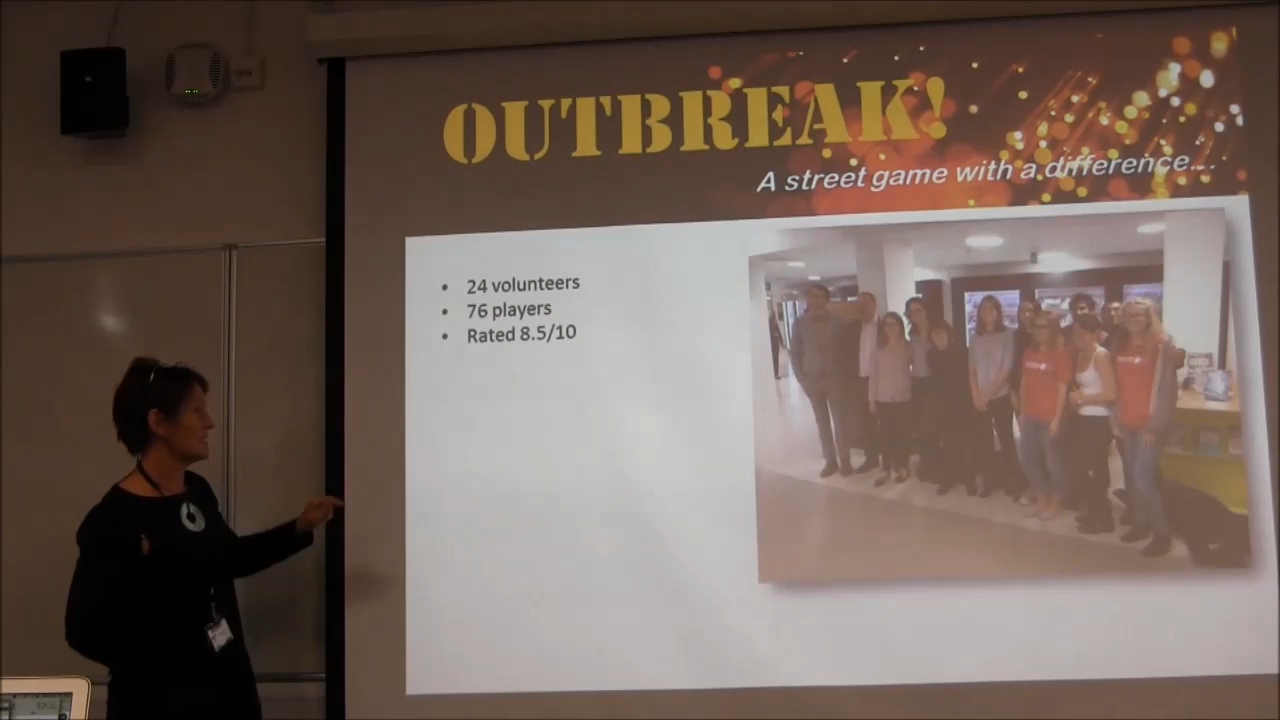 OUTBREAK!
A street game with a difference...
• 24 volunteers
• 76 players
• Rated 8.5/10